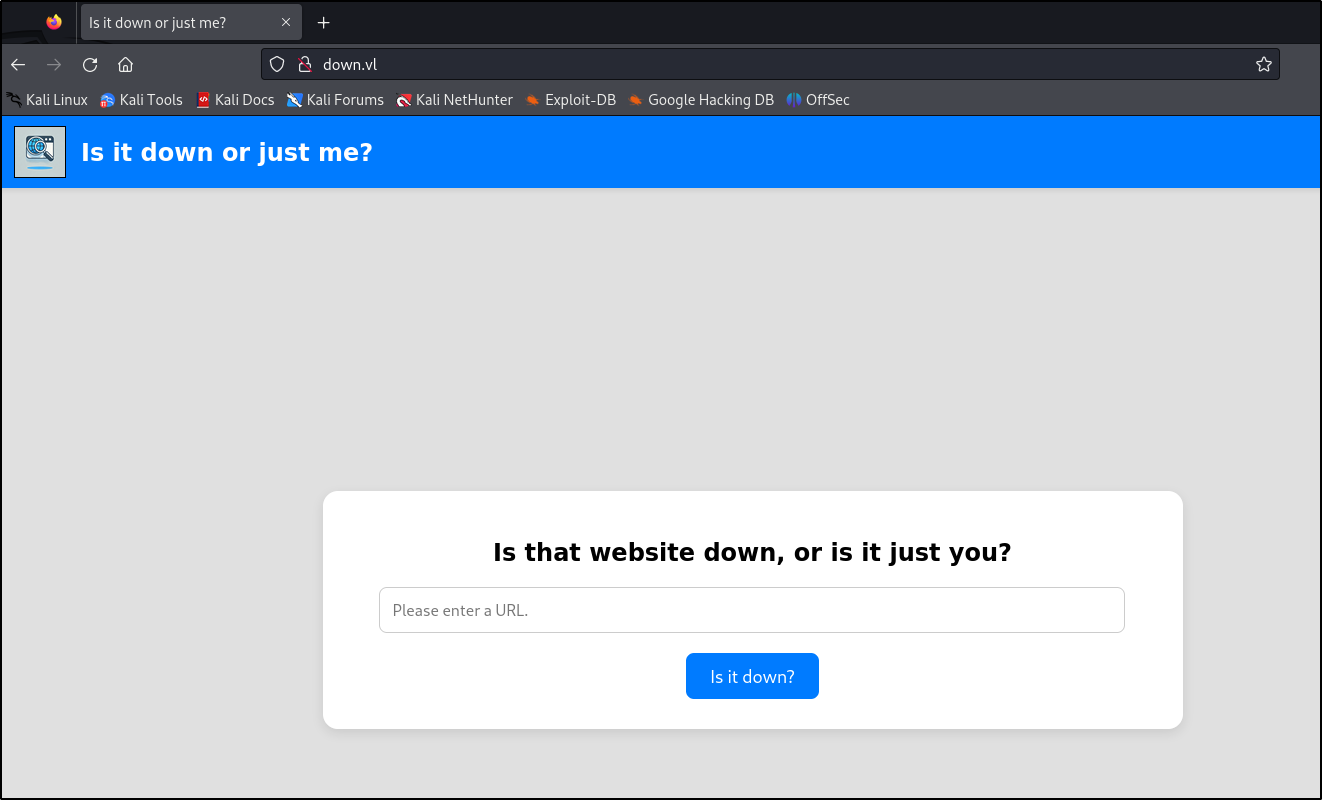 Is it down or just me?
down.vl
Kali Linux Kali Tools Kali Docs Kali Forums Kali NetHunter Exploit-DB Google Hacking DB OffSec
Is it down or just me?
Is that website down, or is it just you?
Please enter a URL.
Is it down?